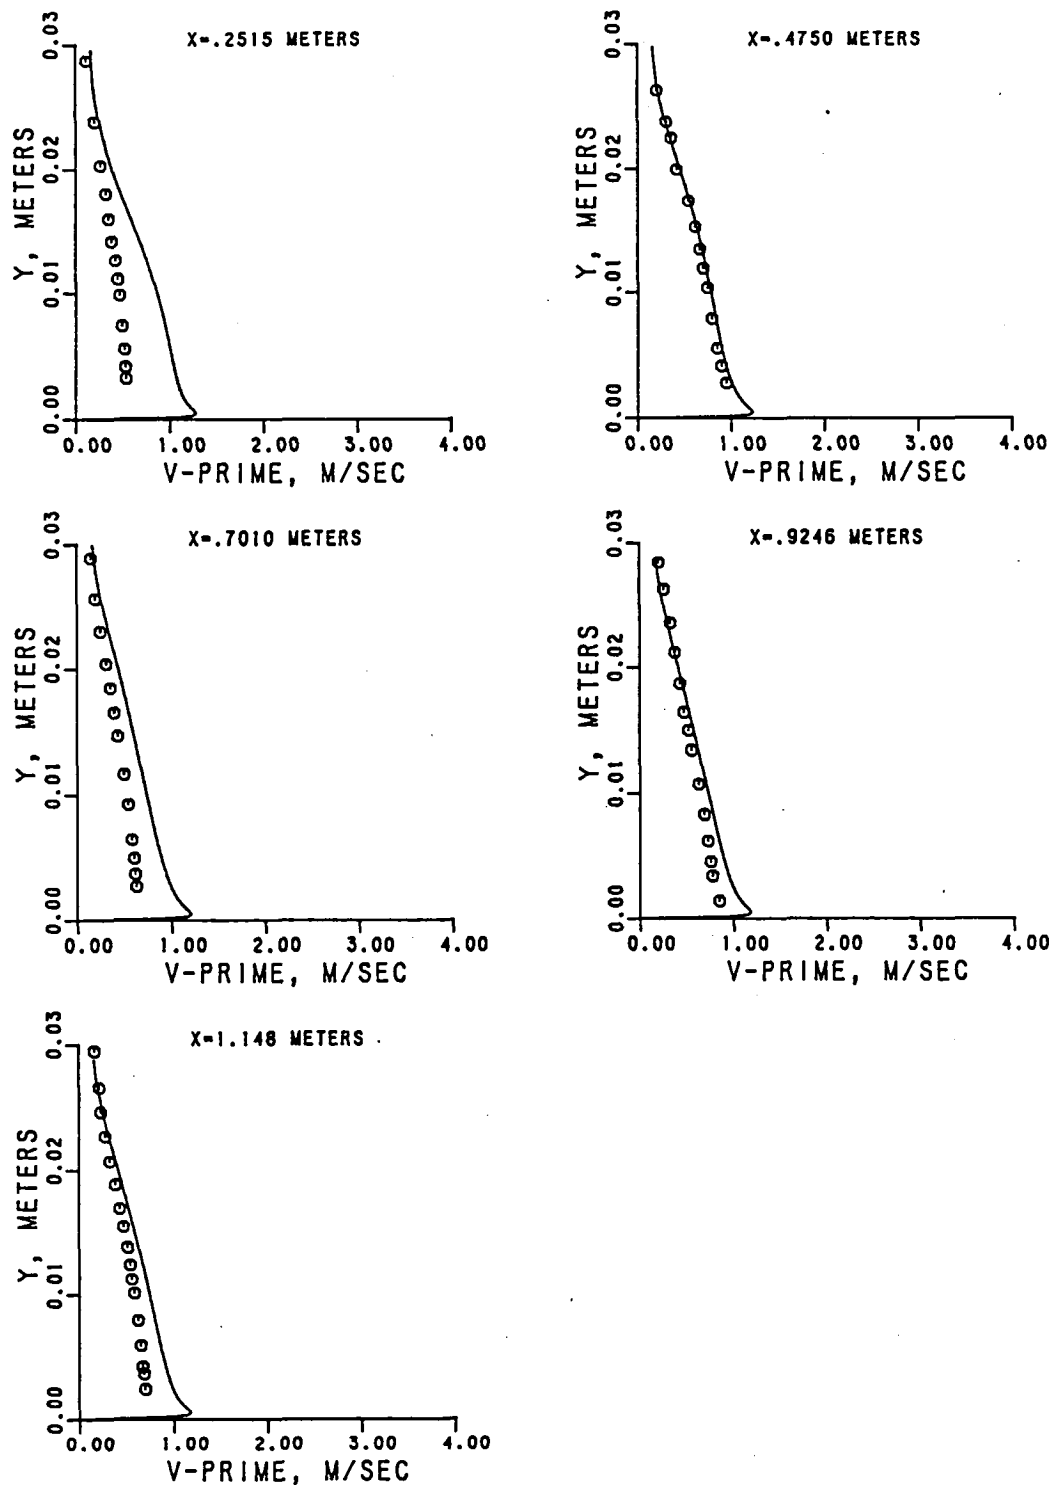 X=.2515 METERS
Y, METERS
0.03
0.02
0.01
0.00
0.00 1.00 2.00 3.00 4.00
V-PRIME, M/SEC
X=.4750 METERS
Y, METERS
0.03
0.02
0.01
0.00
0.00 1.00 2.00 3.00 4.00
V-PRIME, M/SEC
X=.7010 METERS
Y, METERS
0.03
0.02
0.01
0.00
0.00 1.00 2.00 3.00 4.00
V-PRIME, M/SEC
X=.9246 METERS
Y, METERS
0.03
0.02
0.01
0.00
0.00 1.00 2.00 3.00 4.00
V-PRIME, M/SEC
X=1.148 METERS
Y, METERS
0.03
0.02
0.01
0.00
0.00 1.00 2.00 3.00 4.00
V-PRIME, M/SEC